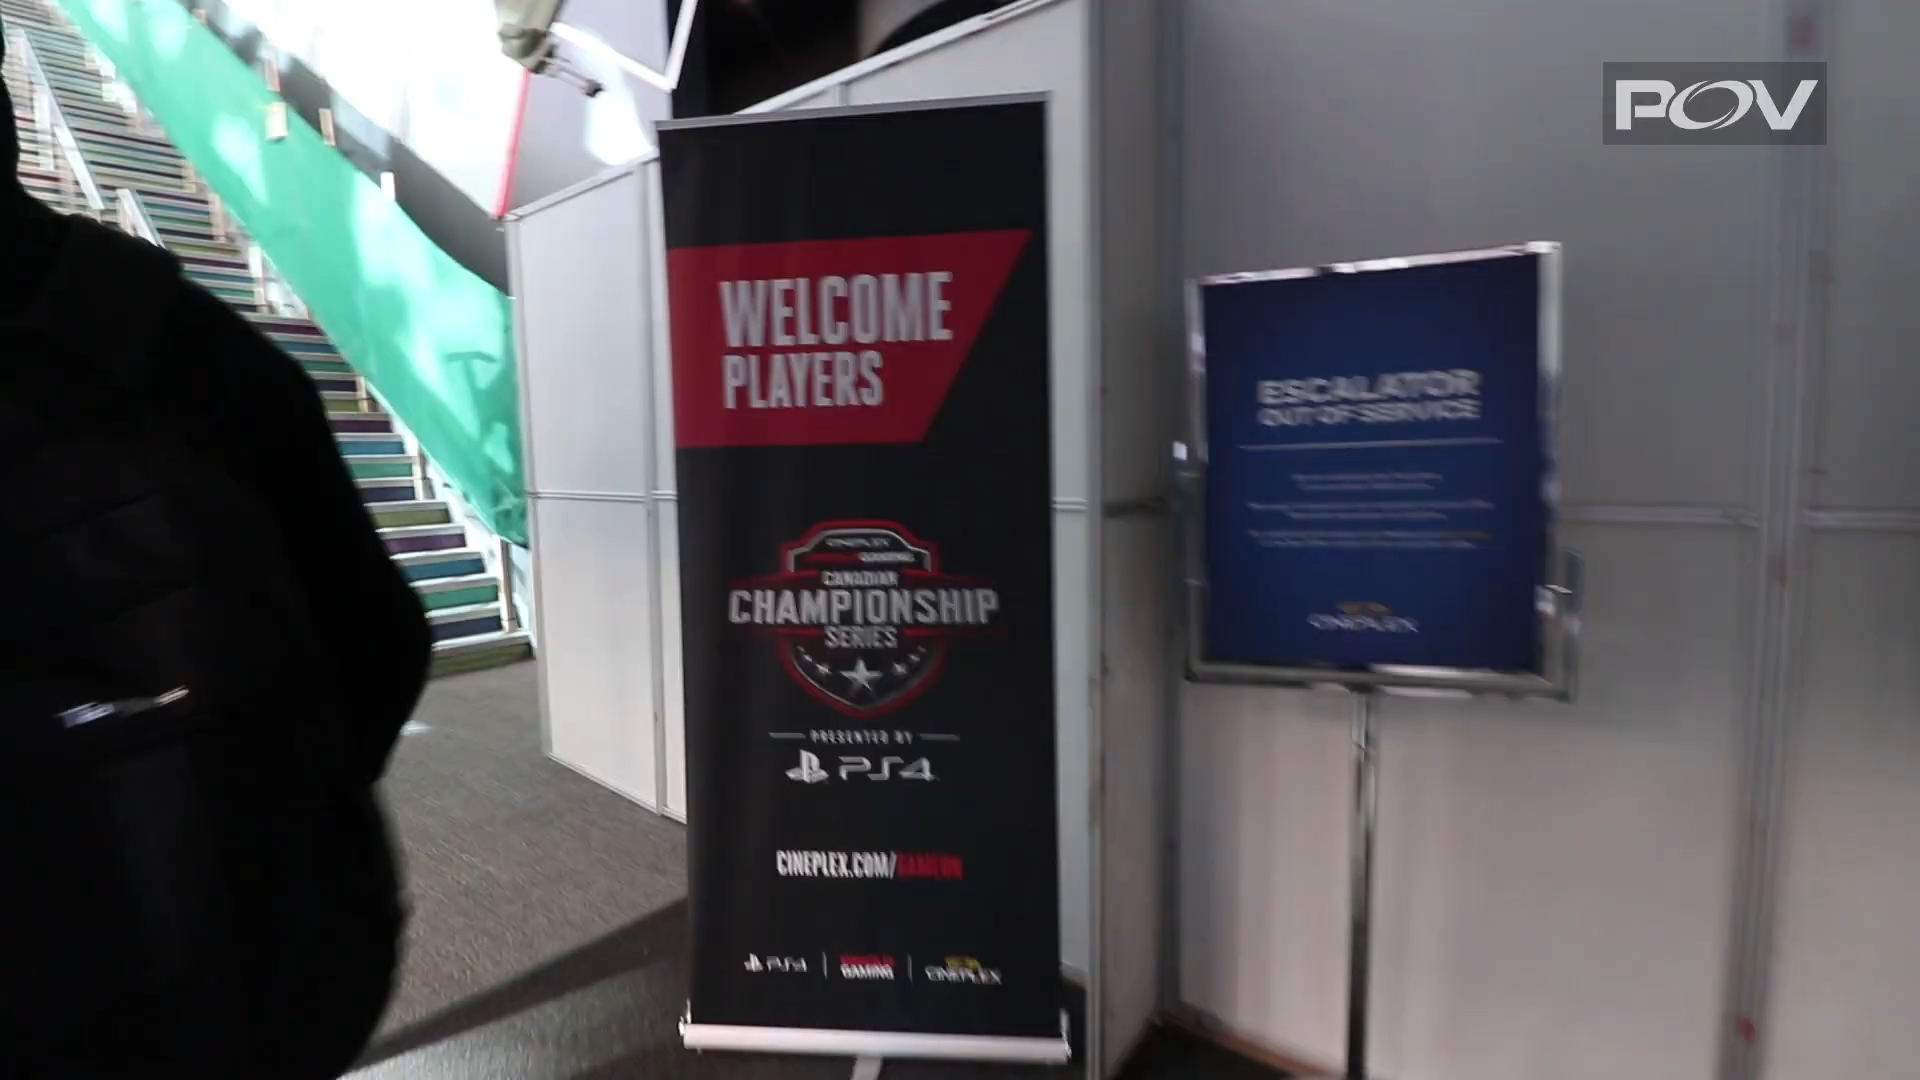 POV
WELCOME
PLAYERS
CINEPLEX
GAMING
CANADIAN
CHAMPIONSHIP
SERIES
PRESENTED BY
PS4
CINEPLEX.COM/GAMEON
PS4
GAMING
CINEPLEX
ESCALATOR
OUT OF SERVICE
CINEPLEX